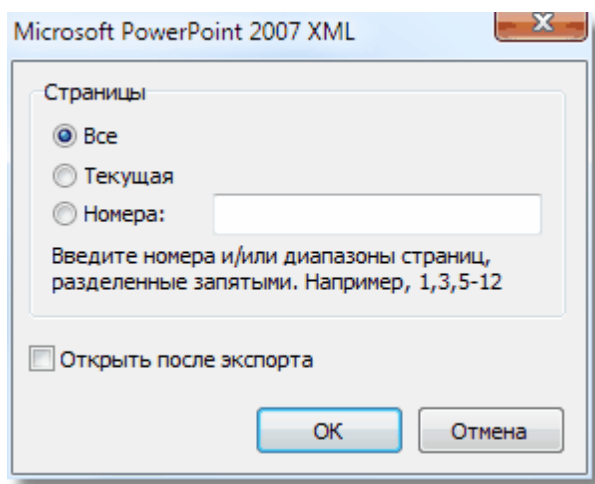 Microsoft PowerPoint 2007 XML
Страницы
Все
Текущая
Номера:
Введите номера и/или диапазоны страниц,
разделенные запятыми. Например, 1,3,5-12
Открыть после экспорта
OK
Отмена